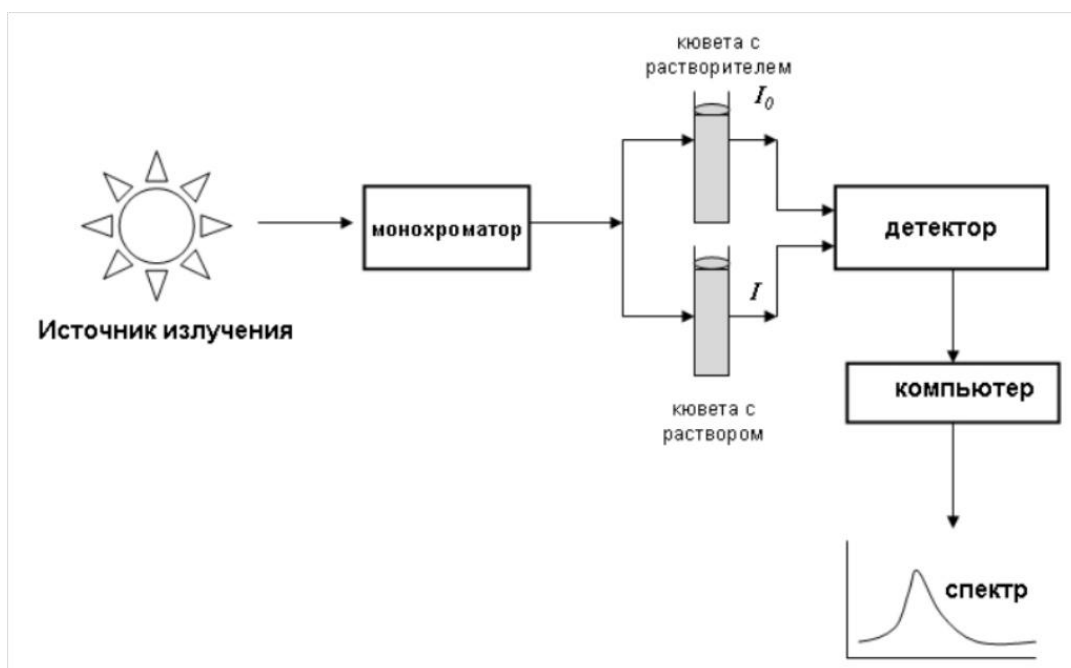 кювета с
растворителем
I₀
монохроматор
детектор
I
Источник излучения
компьютер
кювета с
раствором
спектр